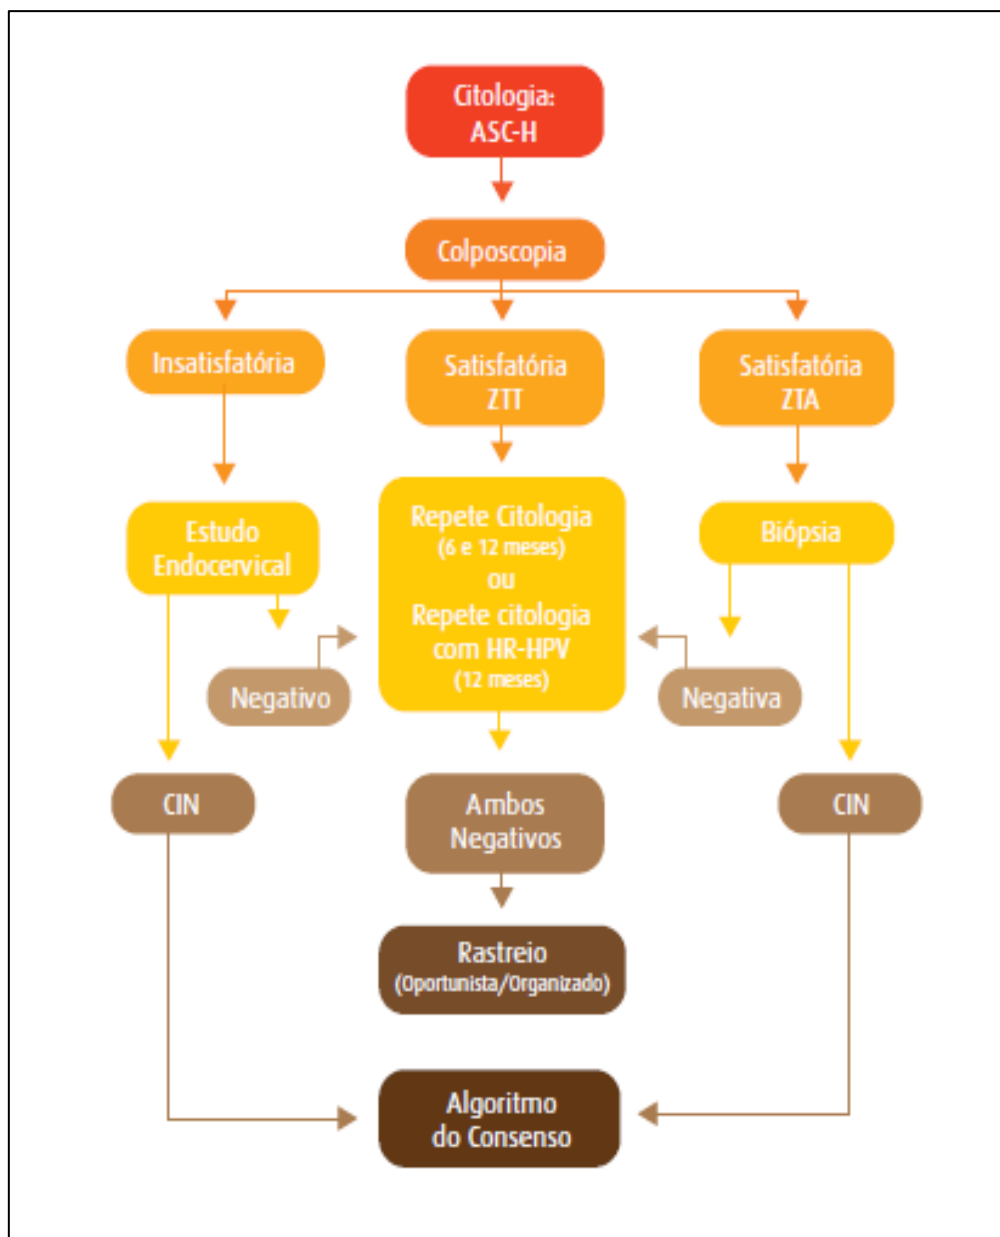 Citologia:
ASC-H
Colposcopia
Insatisfatória
Satisfatória
ZTT
Satisfatória
ZTA
Estudo
Endocervical
Repete Citologia
(6 e 12 meses)
ou
Repete citologia
com HR-HPV
(12 meses)
Biópsia
Negativo
Negativa
CIN
Ambos
Negativos
CIN
Rastreio
(Oportunista/Organizado)
Algoritmo
do Consenso